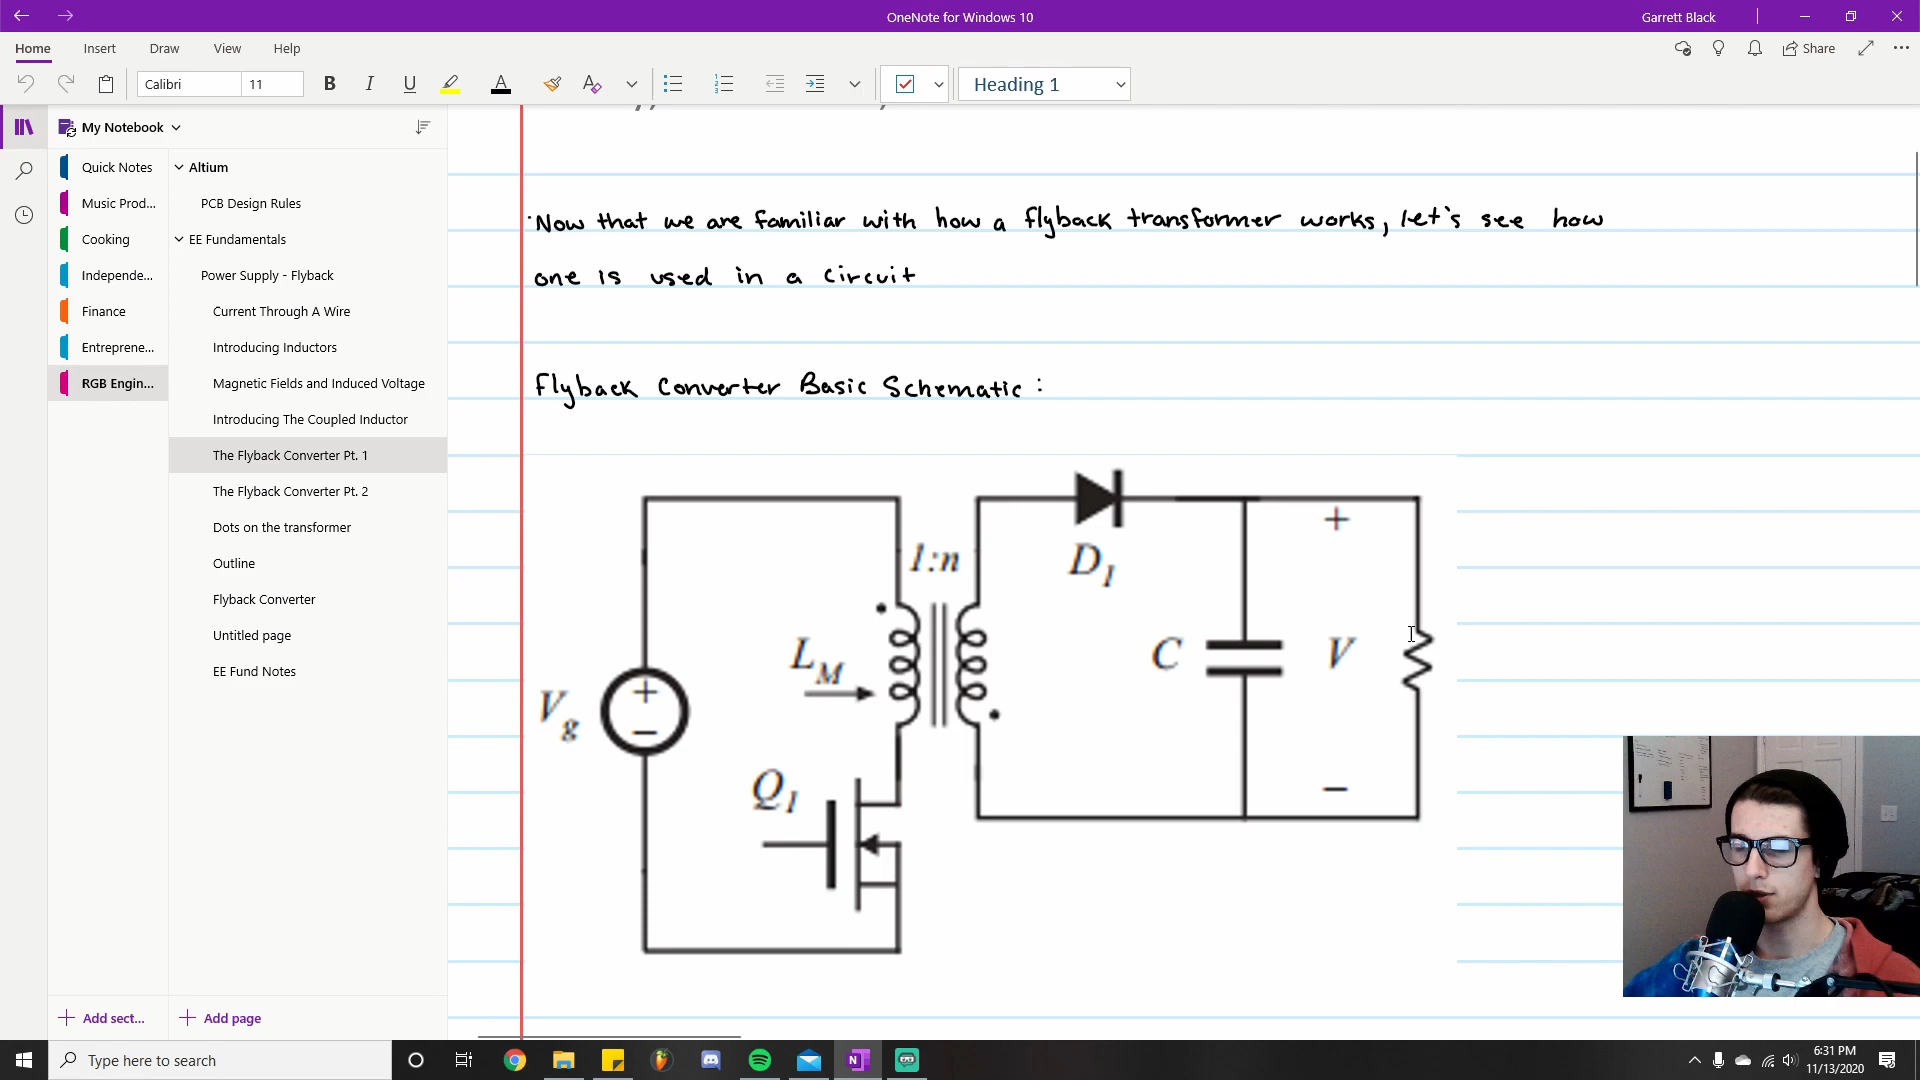 OneNote for Windows 10
Garrett Black
Home
Insert
Draw
View
Help
Share
Calibri
11
B
I
U
A
A
Heading 1
My Notebook
Quick Notes
Music Prod...
Cooking
Independe...
Finance
Entreprene...
RGB Engin...
Altium
PCB Design Rules
EE Fundamentals
Power Supply - Flyback
Current Through A Wire
Introducing Inductors
Magnetic Fields and Induced Voltage
Introducing The Coupled Inductor
The Flyback Converter Pt. 1
The Flyback Converter Pt. 2
Dots on the transformer
Outline
Flyback Converter
Untitled page
EE Fund Notes
Add sect...
Add page
·Now that we are familiar with how a flyback transformer works, let's see how
one is used in a circuit
Flyback Converter Basic Schematic:
1:n
D1
+
LM
C
V
Vg
+
−
Q1
−
Type here to search
N
6:31 PM
11/13/2020